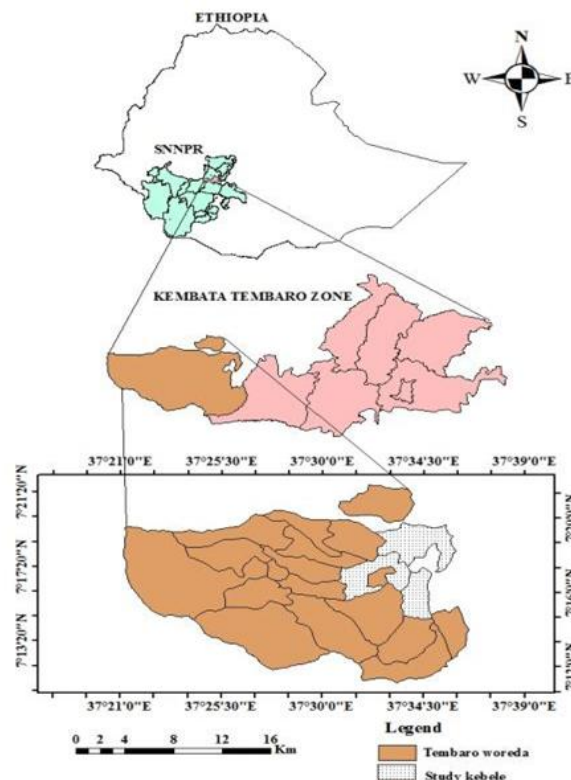 ETHIOPIA
N
W E
S
SNNPR
KEMBATA TEMBARO ZONE
37°21'0"E 37°25'30"E 37°30'0"E 37°34'30"E 37°39'0"E
7°21'20"N
7°17'20"N
7°13'20"N
37°21'0"E 37°25'30"E 37°30'0"E 37°34'30"E 37°39'0"E
Legend
0 2 4 8 12 16
Km
Tembaro woreda
Study kebele